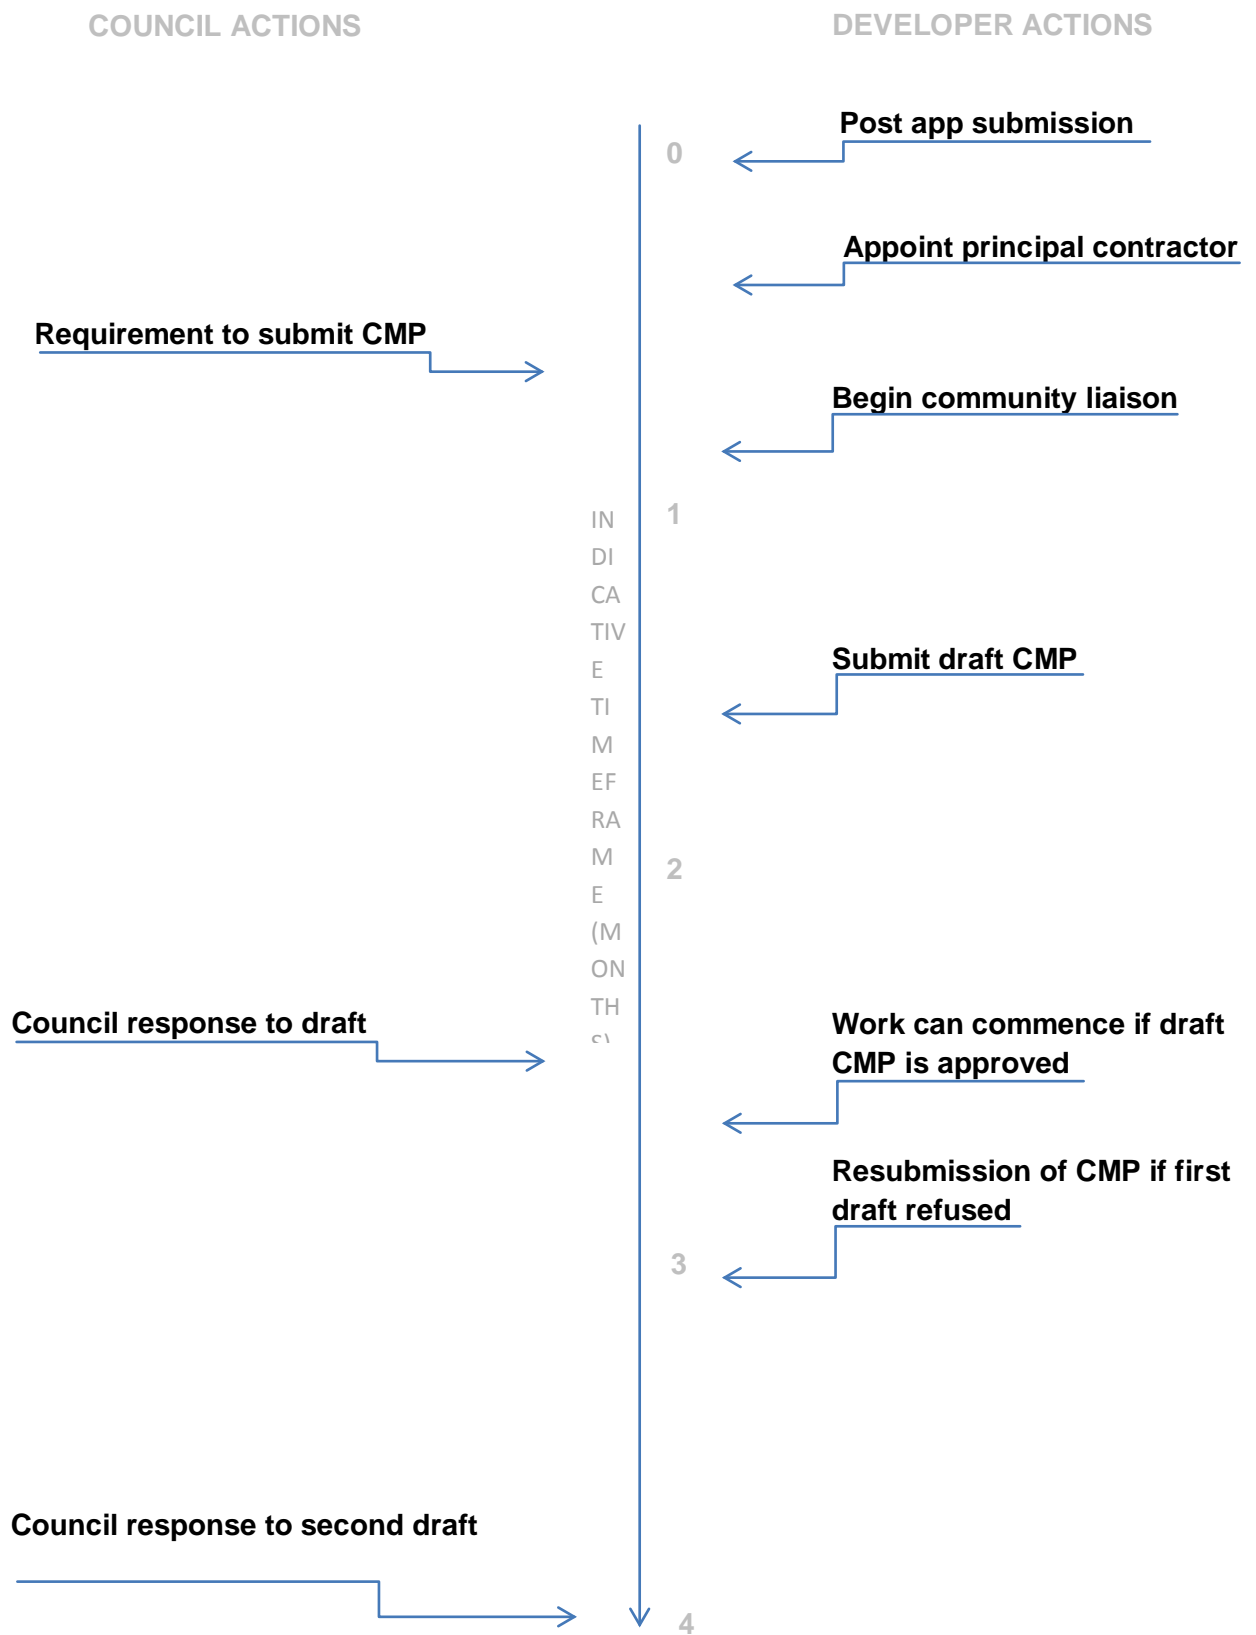 COUNCIL ACTIONS
DEVELOPER ACTIONS
Post app submission
0
Appoint principal contractor
Requirement to submit CMP
Begin community liaison
1
IN
DI
CA
TIV
E
TI
M
EF
RA
M
E
(M
ON
TH
S)
Submit draft CMP
2
Council response to draft
Work can commence if draft
CMP is approved
Resubmission of CMP if first
draft refused
3
Council response to second draft
4